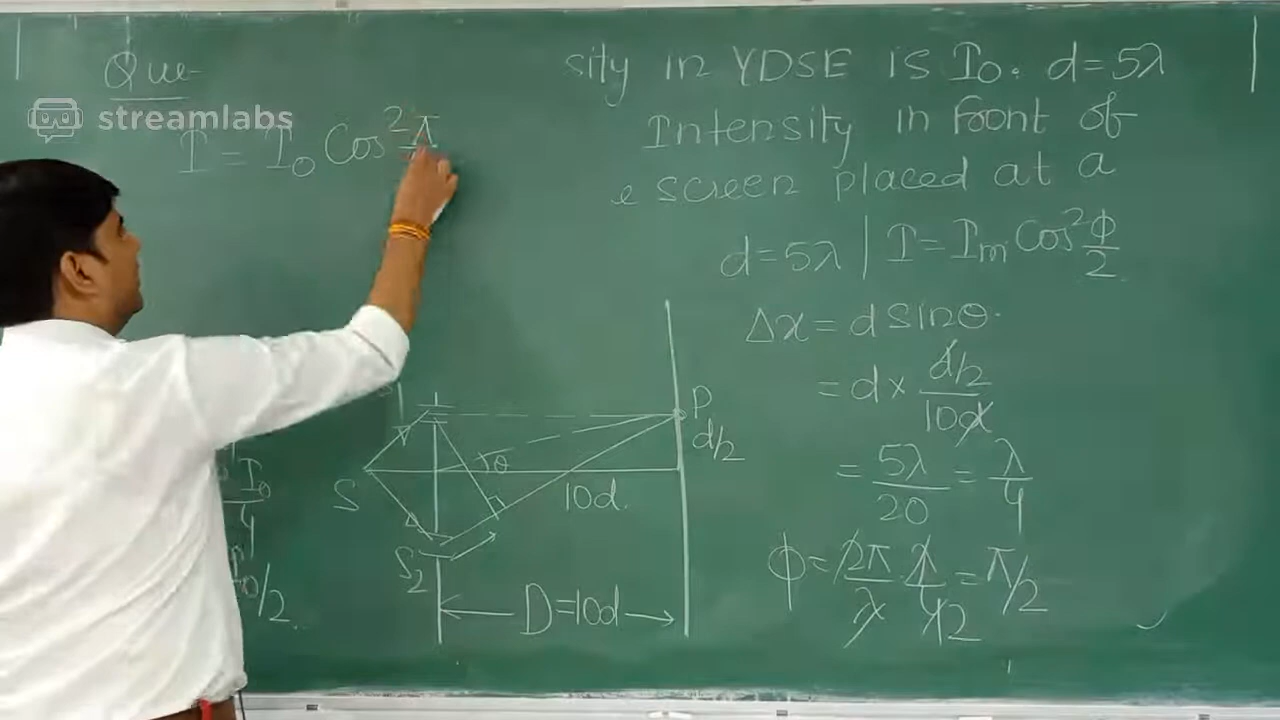 Que-
streamlabs
I = I₀ Cos² π
sity in YDSE is I₀. d=5λ
Intensity in front of
e screen placed at a
d=5λ | I=Iₘ Cos² ϕ/2
Δx = d sinθ.
= d × d/2 / 10d
= 5λ/20 = λ/4
ϕ = 2π/λ λ/42 = π/2
P
d/2
θ
S
10d.
S₂
D=10d
I₀/4
I₀/2